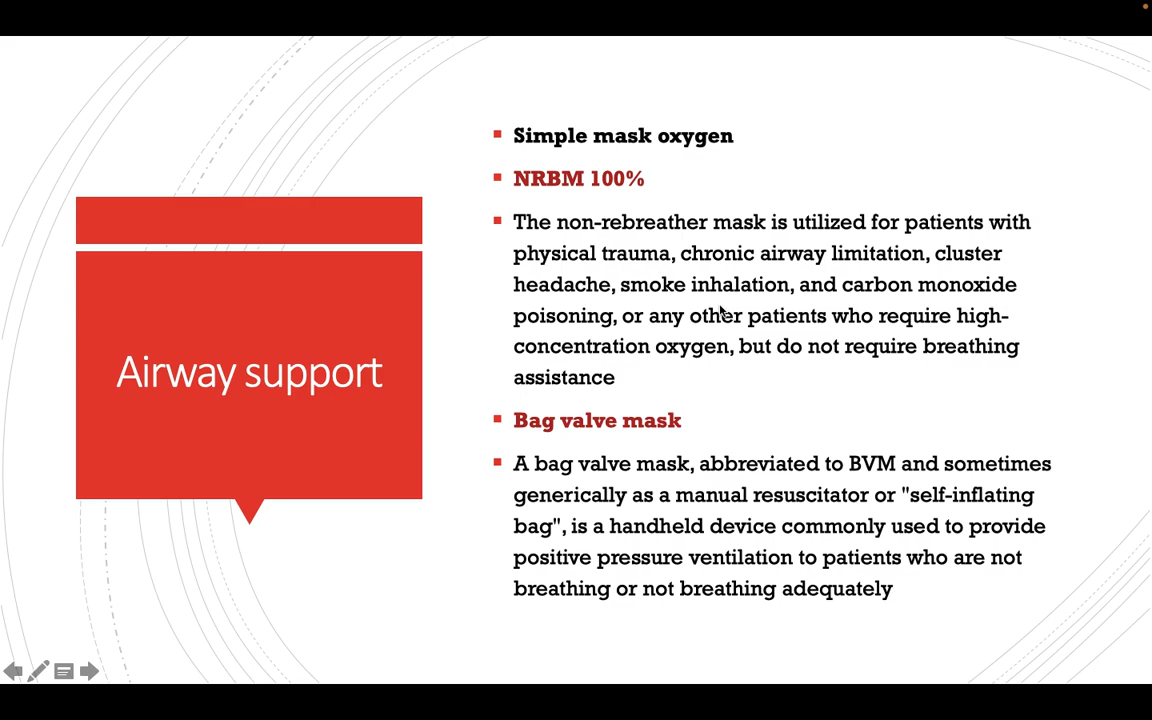 Airway support
Simple mask oxygen
NRBM 100%
The non-rebreather mask is utilized for patients with
physical trauma, chronic airway limitation, cluster
headache, smoke inhalation, and carbon monoxide
poisoning, or any other patients who require high-
concentration oxygen, but do not require breathing
assistance
Bag valve mask
A bag valve mask, abbreviated to BVM and sometimes
generically as a manual resuscitator or "self-inflating
bag", is a handheld device commonly used to provide
positive pressure ventilation to patients who are not
breathing or not breathing adequately